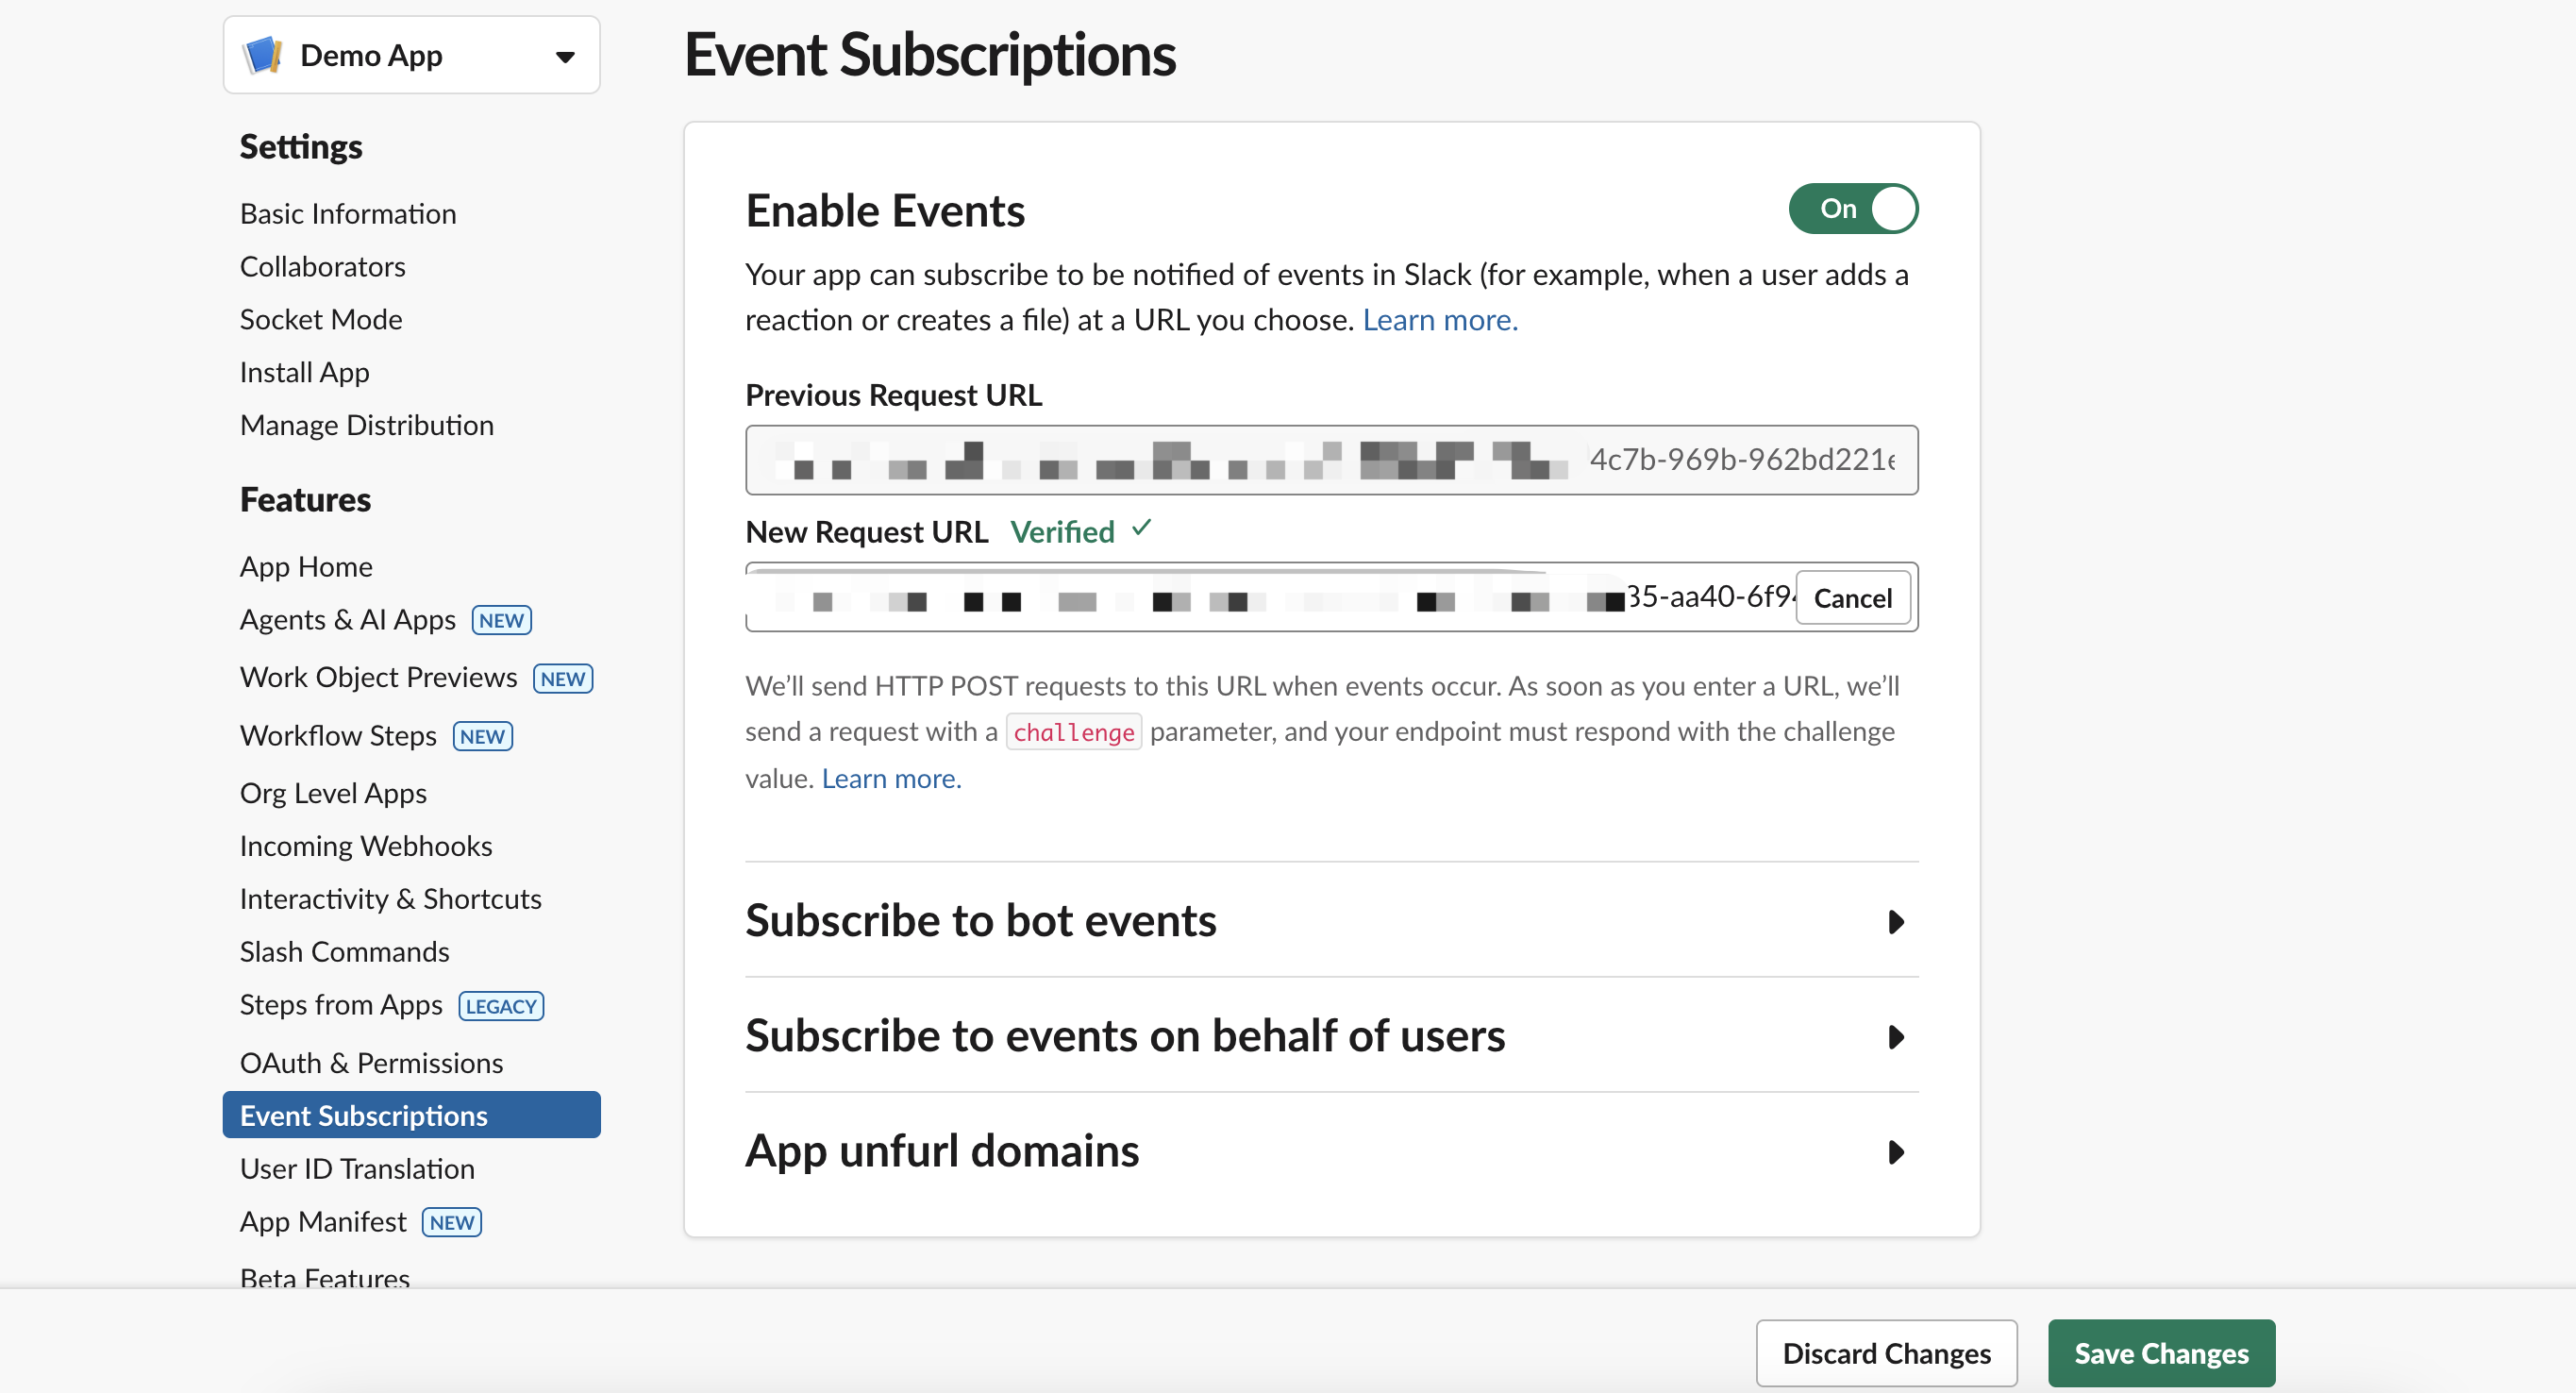 Demo App
Settings
Basic Information
Collaborators
Socket Mode
Install App
Manage Distribution
Features
App Home
Agents & AI Apps NEW
Work Object Previews NEW
Workflow Steps NEW
Org Level Apps
Incoming Webhooks
Interactivity & Shortcuts
Slash Commands
Steps from Apps LEGACY
OAuth & Permissions
Event Subscriptions
User ID Translation
App Manifest NEW
Beta Features
Event Subscriptions
Enable Events On
Your app can subscribe to be notified of events in Slack (for example, when a user adds a
reaction or creates a file) at a URL you choose. Learn more.
Previous Request URL
4c7b-969b-962bd221e
New Request URL Verified ✓
35-aa40-6f94 Cancel
We'll send HTTP POST requests to this URL when events occur. As soon as you enter a URL, we'll
send a request with a challenge parameter, and your endpoint must respond with the challenge
value. Learn more.
Subscribe to bot events
Subscribe to events on behalf of users
App unfurl domains
Discard Changes
Save Changes